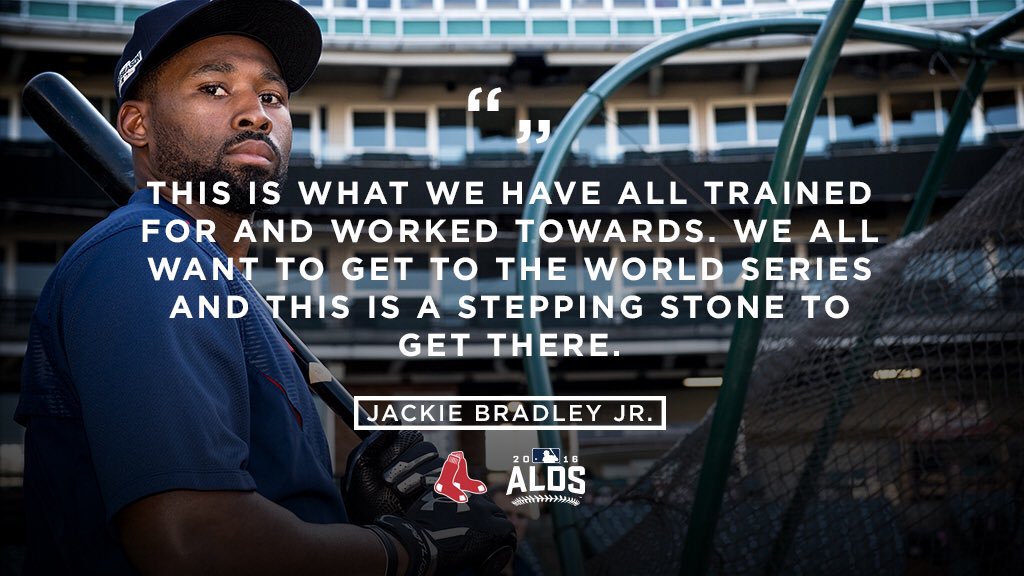 “
”
THIS IS WHAT WE HAVE ALL TRAINED
FOR AND WORKED TOWARDS. WE ALL
WANT TO GET TO THE WORLD SERIES
AND THIS IS A STEPPING STONE TO
GET THERE.
JACKIE BRADLEY JR.
2016
ALDS